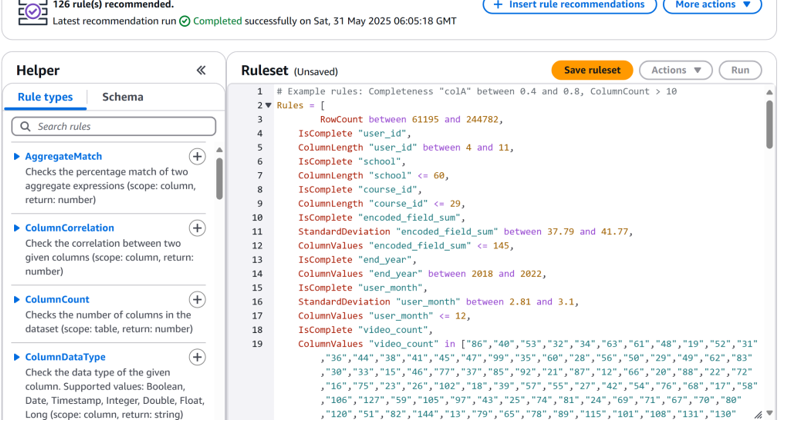 126 rule(s) recommended.
Insert rule recommendations
More actions
Latest recommendation run Completed successfully on Sat, 31 May 2025 06:05:18 GMT
Helper
Rule types
Schema
Search rules
AggregateMatch
Checks the percentage match of two
aggregate expressions (scope: column,
return: number)
ColumnCorrelation
Check the correlation between two
given columns (scope: column, return:
number)
ColumnCount
Checks the number of columns in the
dataset (scope: table, return: number)
ColumnDataType
Check the data type of the given
column. Supported values: Boolean,
Date, Timestamp, Integer, Double, Float,
Long (scope: column, return: string)
Ruleset (Unsaved)
Save ruleset
Actions
Run
1 # Example rules: Completeness "colA" between 0.4 and 0.8, ColumnCount > 10
2 Rules = [
3 RowCount between 61195 and 244782,
4 IsComplete "user_id",
5 ColumnLength "user_id" between 4 and 11,
6 IsComplete "school",
7 ColumnLength "school" <= 60,
8 IsComplete "course_id",
9 ColumnLength "course_id" <= 29,
10 IsComplete "encoded_field_sum",
11 StandardDeviation "encoded_field_sum" between 37.79 and 41.77,
12 ColumnValues "encoded_field_sum" <= 145,
13 IsComplete "end_year",
14 ColumnValues "end_year" between 2018 and 2022,
15 IsComplete "user_month",
16 StandardDeviation "user_month" between 2.81 and 3.1,
17 ColumnValues "user_month" <= 12,
18 IsComplete "video_count",
19 ColumnValues "video_count" in ["86","40","53","32","34","63","61","48","19","52","31"
,"36","44","38","41","45","47","99","35","60","28","56","50","29","49","62","83"
,"30","33","15","46","77","37","85","92","21","87","12","66","20","88","22","72"
,"16","75","23","26","102","18","39","57","55","27","42","54","76","68","17","58"
,"106","127","59","105","97","43","25","74","81","24","69","71","67","70","80"
,"120","51","82","144","13","79","65","78","89","115","101","108","131","130"